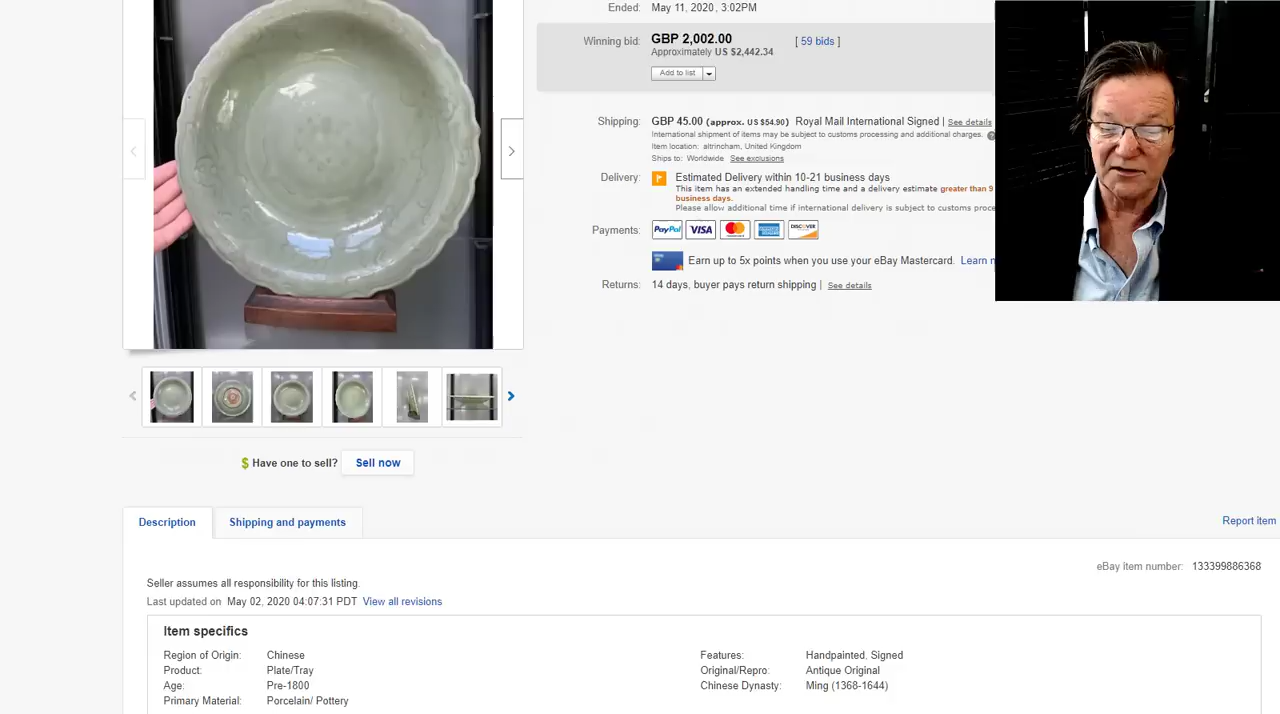 Ended: May 11, 2020, 3:02PM
Winning bid: GBP 2,002.00 [ 59 bids ]
Approximately US $2,442.34
Add to list
Shipping: GBP 45.00 (approx. US $54.90) Royal Mail International Signed | See details
International shipment of items may be subject to customs processing and additional charges.
Item location: altrincham, United Kingdom
Ships to: Worldwide See exclusions
Delivery: Estimated Delivery within 10-21 business days
This item has an extended handling time and a delivery estimate greater than 9
business days.
Please allow additional time if international delivery is subject to customs proce
Payments: PayPal VISA MasterCard DISCOVER
Earn up to 5x points when you use your eBay Mastercard. Learn n
Returns: 14 days, buyer pays return shipping | See details
$ Have one to sell? Sell now
Description Shipping and payments
Report item
eBay item number: 133399886368
Seller assumes all responsibility for this listing.
Last updated on May 02, 2020 04:07:31 PDT View all revisions
Item specifics
Region of Origin: Chinese Features: Handpainted, Signed
Product: Plate/Tray Original/Repro: Antique Original
Age: Pre-1800 Chinese Dynasty: Ming (1368-1644)
Primary Material: Porcelain/ Pottery